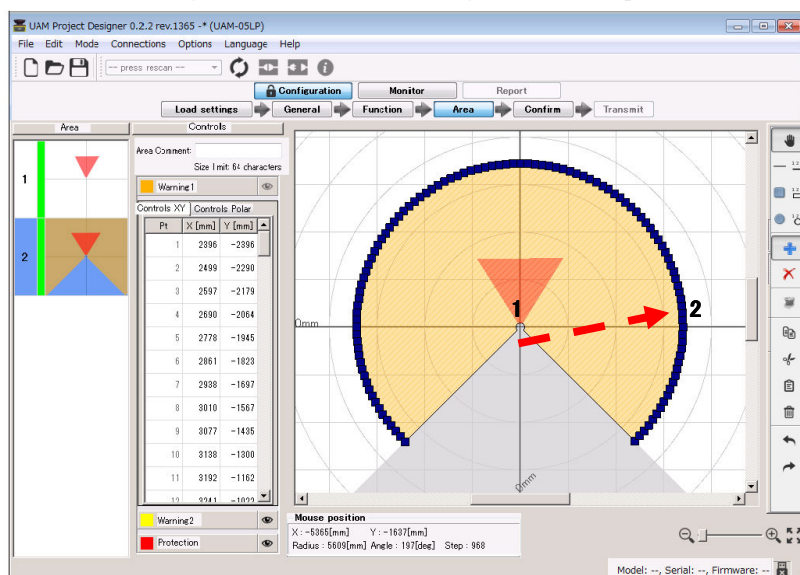 UAM Project Designer 0.2.2 rev.1365 -* (UAM-05LP)
File Edit Mode Connections Options Language Help
-- press rescan --
Configuration Monitor Report
Load settings General Function Area Confirm Transmit
Area
1
2
Controls
Area Comment:
Size limit: 64 characters
Warning1
Controls XY Controls Polar
Pt X [mm] Y [mm]
1 2396 -2396
2 2499 -2290
3 2597 -2179
4 2690 -2064
5 2778 -1945
6 2861 -1823
7 2938 -1697
8 3010 -1567
9 3077 -1435
10 3138 -1300
11 3192 -1162
12 3241 -1022
Warning2
Protection
0mm
1
2
0mm
Mouse position
X : -5365[mm] Y : -1637[mm]
Radius : 5609[mm] Angle : 197[deg] Step : 968
Model: --, Serial: --, Firmware: --